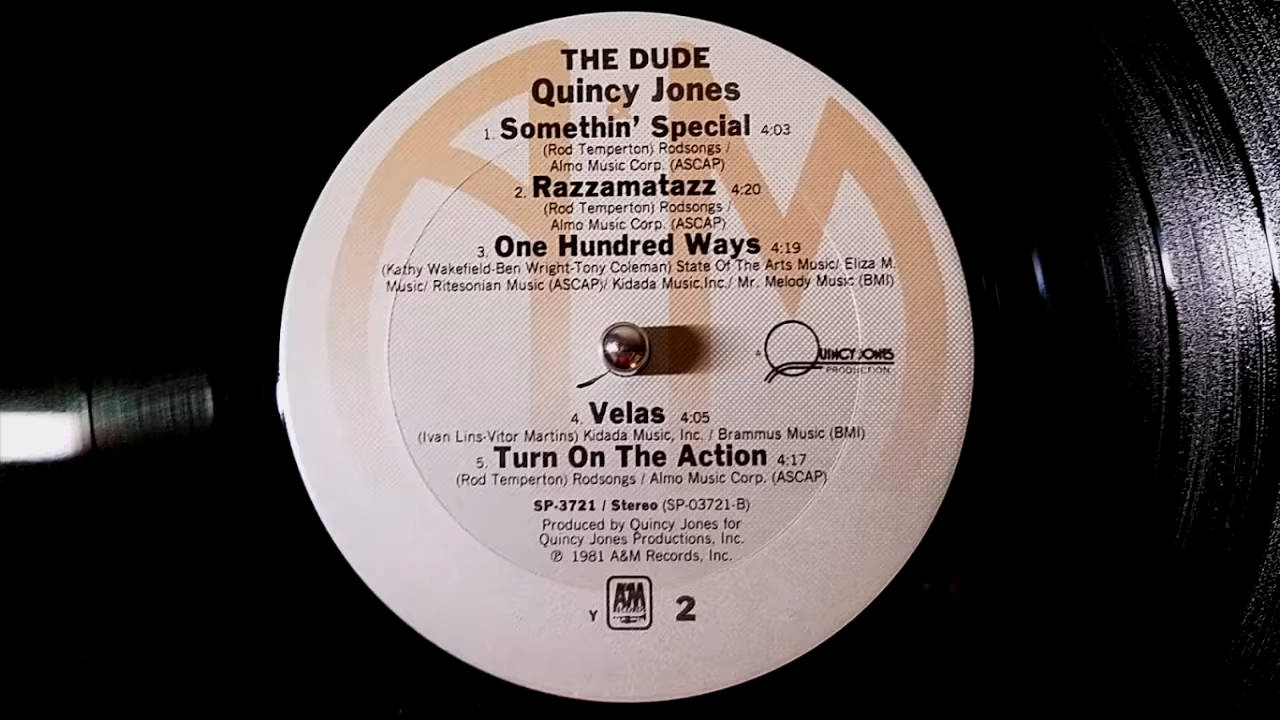 THE DUDE
Quincy Jones
1. Somethin' Special 4:03
(Rod Temperton) Rodsongs /
Almo Music Corp. (ASCAP)
2. Razzamatazz 4:20
(Rod Temperton) Rodsongs /
Almo Music Corp. (ASCAP)
3. One Hundred Ways 4:19
(Kathy Wakefield-Ben Wright-Tony Coleman) State Of The Arts Music/ Eliza M.
Music/ Ritesonian Music (ASCAP)/ Kidada Music,Inc./ Mr. Melody Music (BMI)
QUINCY JONES
PRODUCTION
4. Velas 4:05
(Ivan Lins-Vitor Martins) Kidada Music, Inc. / Brammus Music (BMI)
5. Turn On The Action 4:17
(Rod Temperton) Rodsongs / Almo Music Corp. (ASCAP)
SP-3721 / Stereo (SP-03721-B)
Produced by Quincy Jones for
Quincy Jones Productions, Inc.
℗ 1981 A&M Records, Inc.
Y A&M RECORDS 2